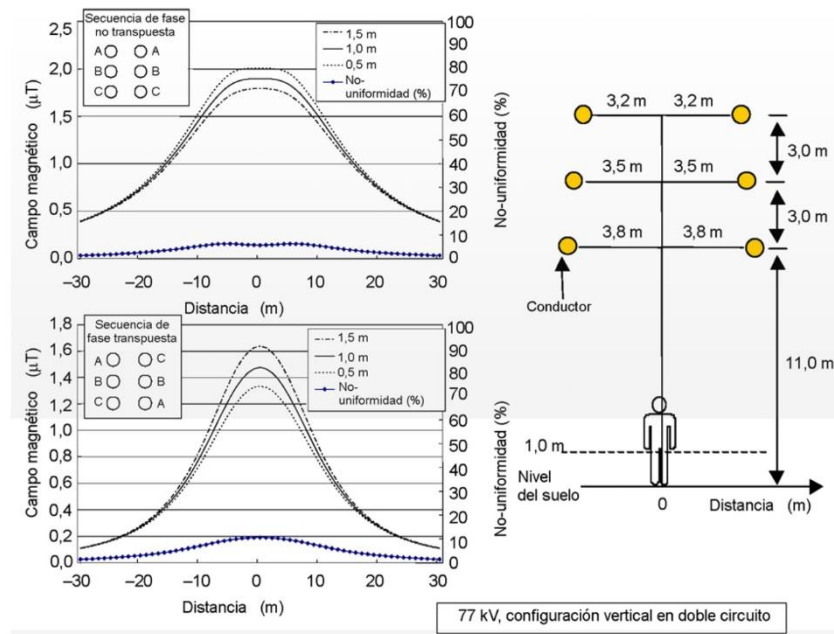 Secuencia de fase
no transpuesta
A A
B B
C C
1,5 m
1,0 m
0,5 m
No-
uniformidad (%)
Campo magnético (μT)
2,5
2,0
1,5
1,0
0,5
0,0
No-uniformidad (%)
100
90
80
70
60
50
40
30
20
10
0
–30 –20 –10 0 10 20 30
Distancia (m)
Secuencia de
fase transpuesta
A C
B B
C A
1,5 m
1,0 m
0,5 m
No-
uniformidad (%)
Campo magnético (μT)
1,8
1,6
1,4
1,2
1,0
0,8
0,6
0,4
0,2
0,0
No-uniformidad (%)
100
90
80
70
60
50
40
30
20
10
0
–30 –20 –10 0 10 20 30
Distancia (m)
3,2 m 3,2 m
3,0 m
3,5 m 3,5 m
3,0 m
3,8 m 3,8 m
Conductor
11,0 m
1,0 m
Nivel
del suelo
0
Distancia (m)
77 kV, configuración vertical en doble circuito